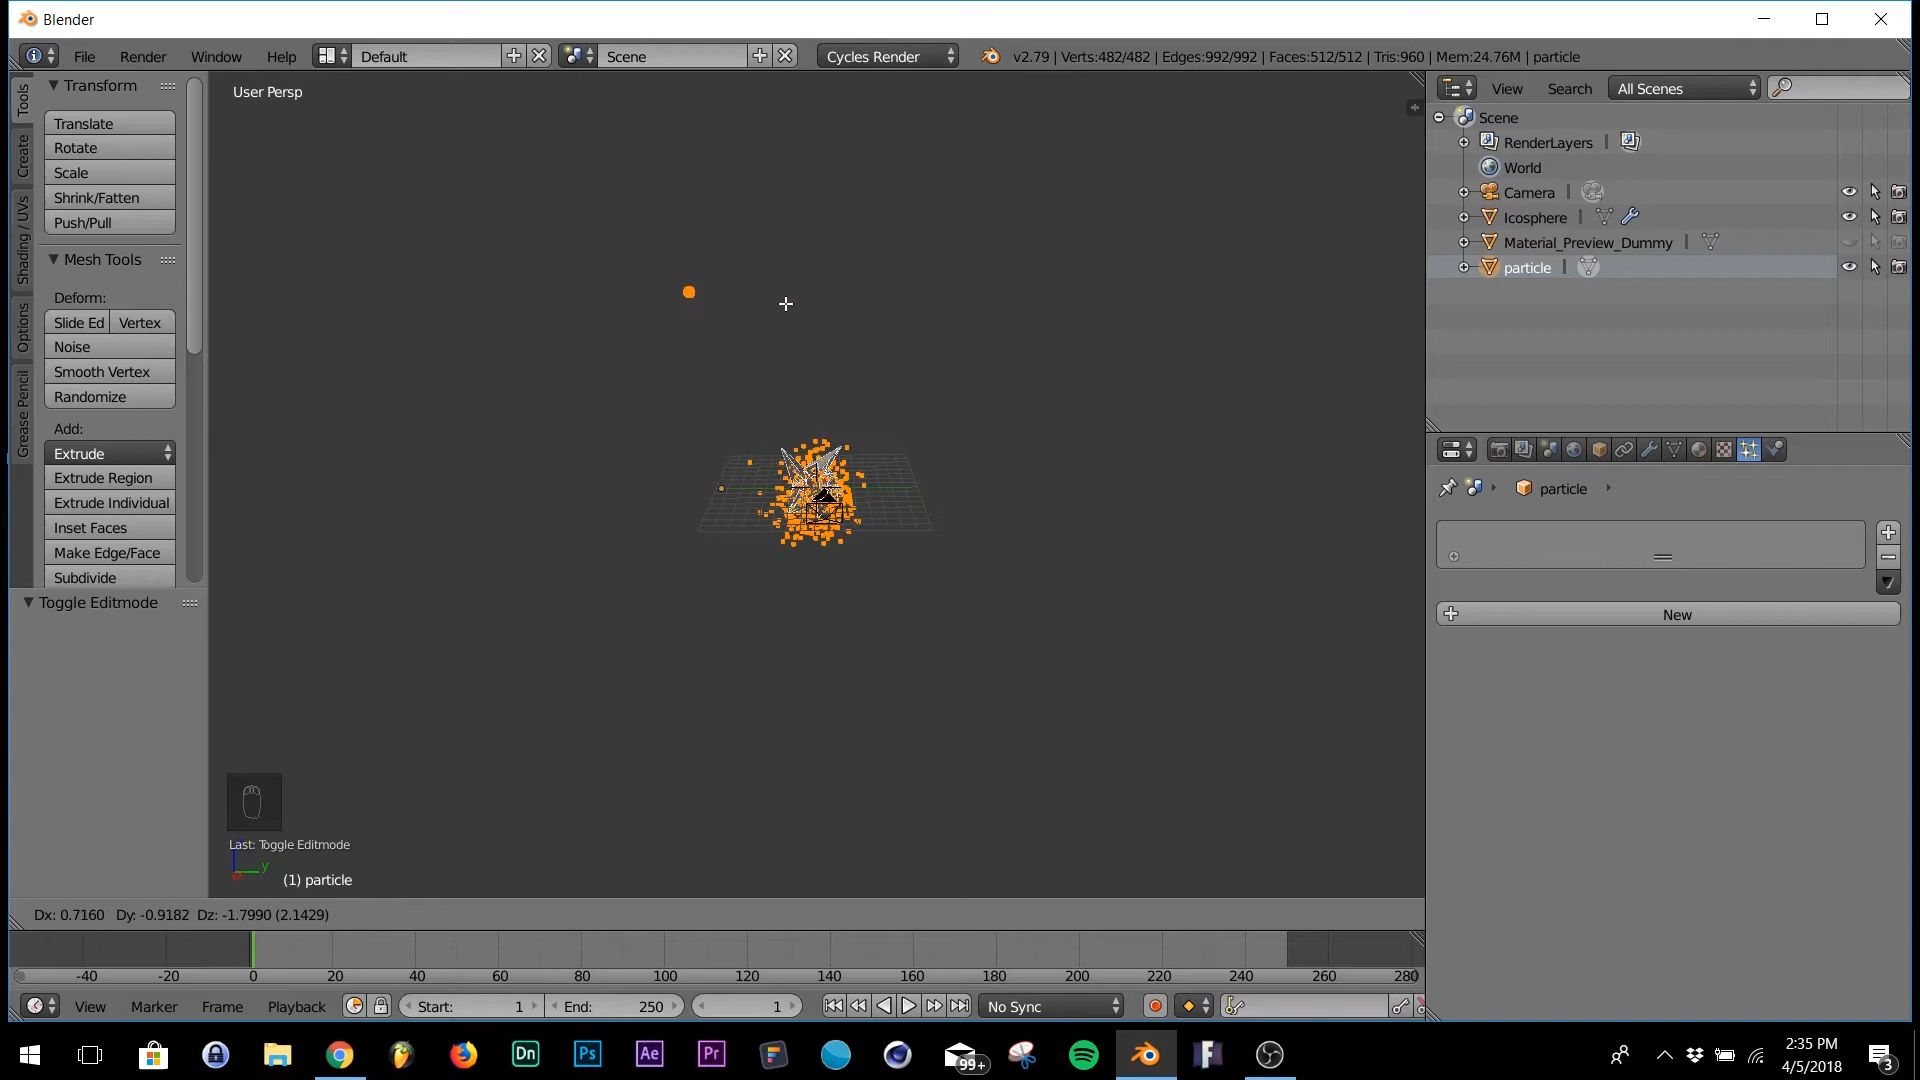 Blender
File Render Window Help Default Scene Cycles Render v2.79 | Verts:482/482 | Edges:992/992 | Faces:512/512 | Tris:960 | Mem:24.76M | particle
Tools
Create
Shading / UVs
Options
Grease Pencil
Transform
Translate
Rotate
Scale
Shrink/Fatten
Push/Pull
Mesh Tools
Deform:
Slide Ed Vertex
Noise
Smooth Vertex
Randomize
Add:
Extrude
Extrude Region
Extrude Individual
Inset Faces
Make Edge/Face
Subdivide
Toggle Editmode
User Persp
Last: Toggle Editmode
y
(1) particle
View Search All Scenes
Scene
RenderLayers
World
Camera
Icosphere
Material_Preview_Dummy
particle
particle
New
Dx: 0.7160 Dy: -0.9182 Dz: -1.7990 (2.1429)
-40 -20 0 20 40 60 80 100 120 140 160 180 200 220 240 260 280
View Marker Frame Playback Start: 1 End: 250 1 No Sync
Dn Ps Ae Pr 99+
2:35 PM
4/5/2018
3